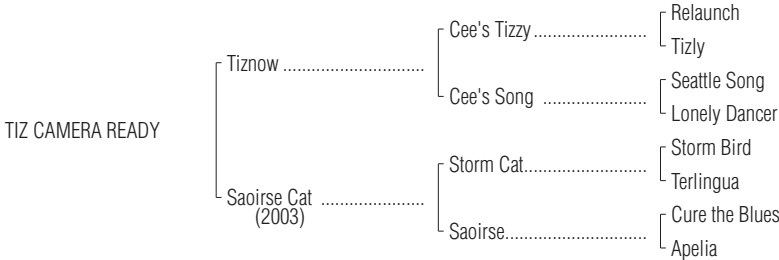 Relaunch
Cee's Tizzy
Tizly
Tiznow
Seattle Song
Cee's Song
Lonely Dancer
TIZ CAMERA READY
Storm Bird
Storm Cat
Terlingua
Saoirse Cat
(2003)
Cure the Blues
Saoirse
Apelia